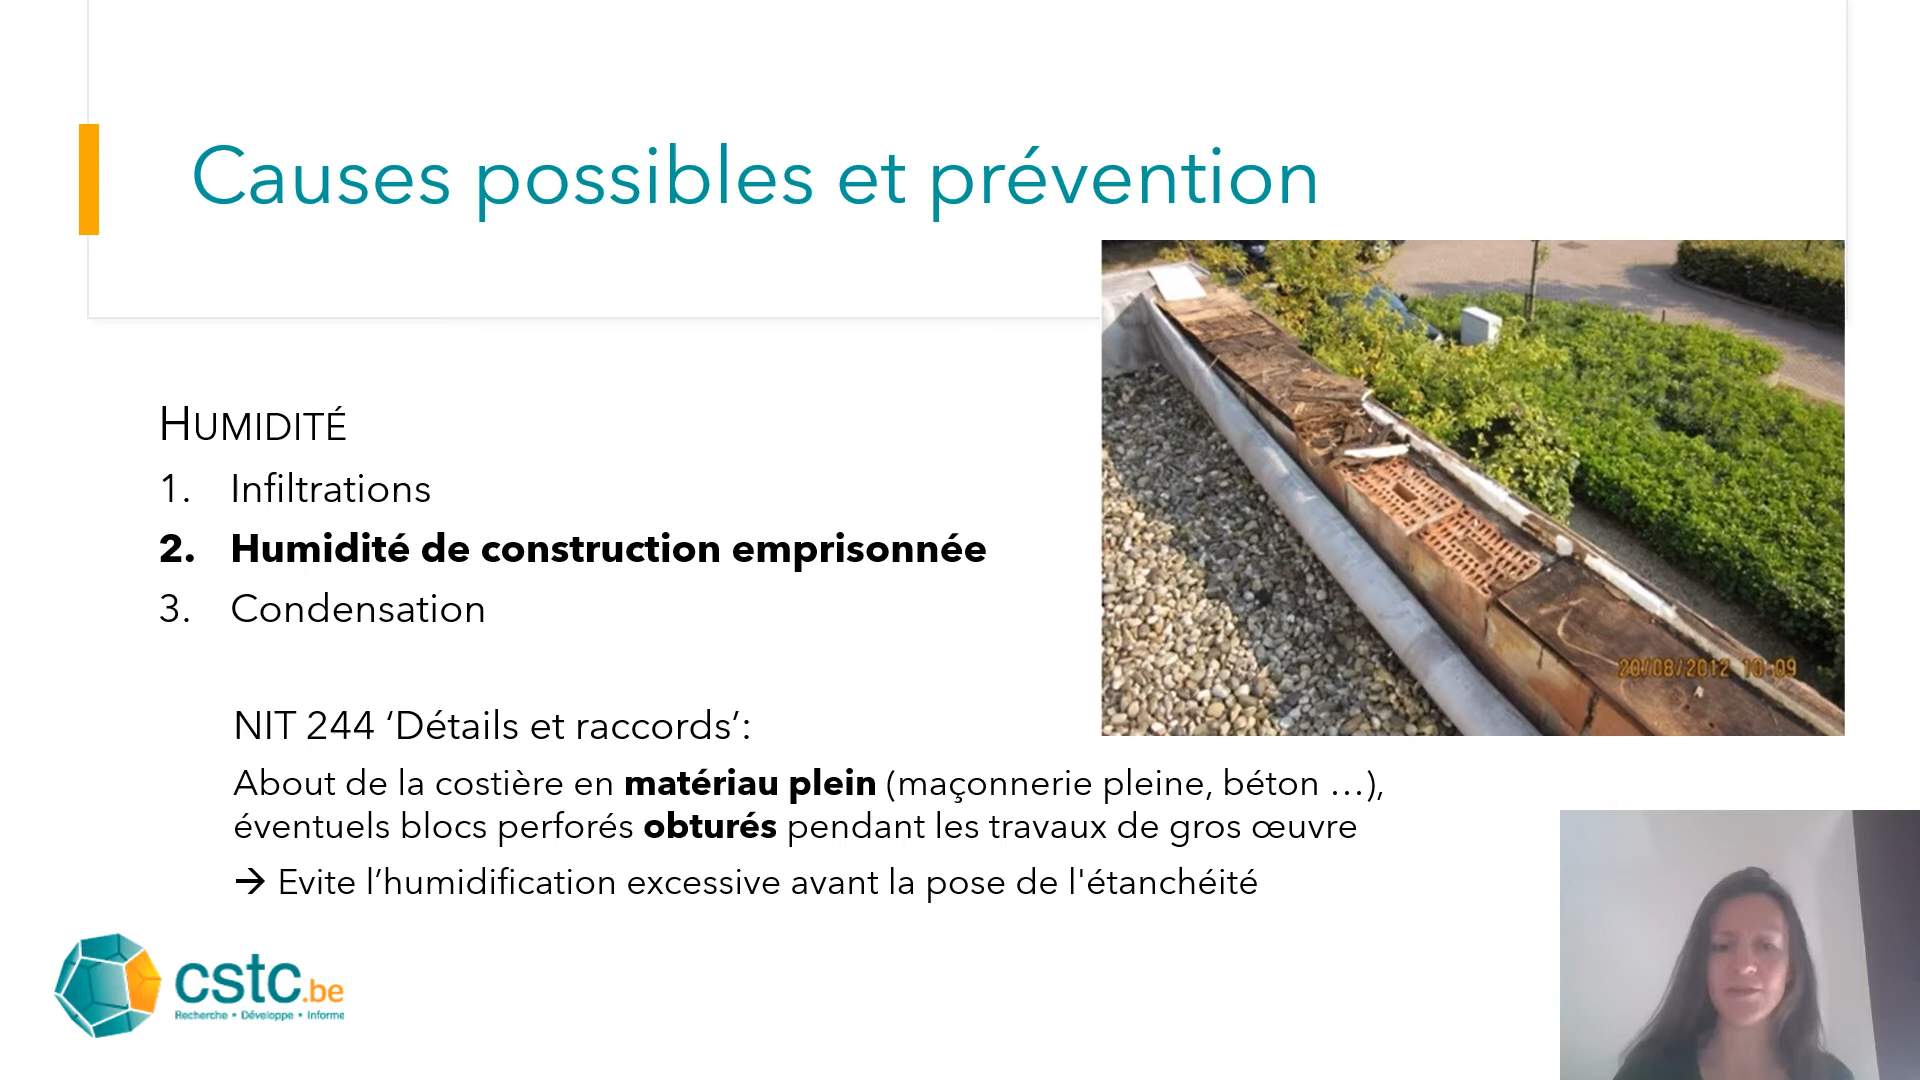 Causes possibles et prévention
HUMIDITÉ
1. Infiltrations
2. Humidité de construction emprisonnée
3. Condensation
20/08/2012 10:09
NIT 244 ‘Détails et raccords’:
About de la costière en matériau plein (maçonnerie pleine, béton …),
éventuels blocs perforés obturés pendant les travaux de gros œuvre
→ Evite l’humidification excessive avant la pose de l'étanchéité
cstc.be
Recherche • Développe • Informe